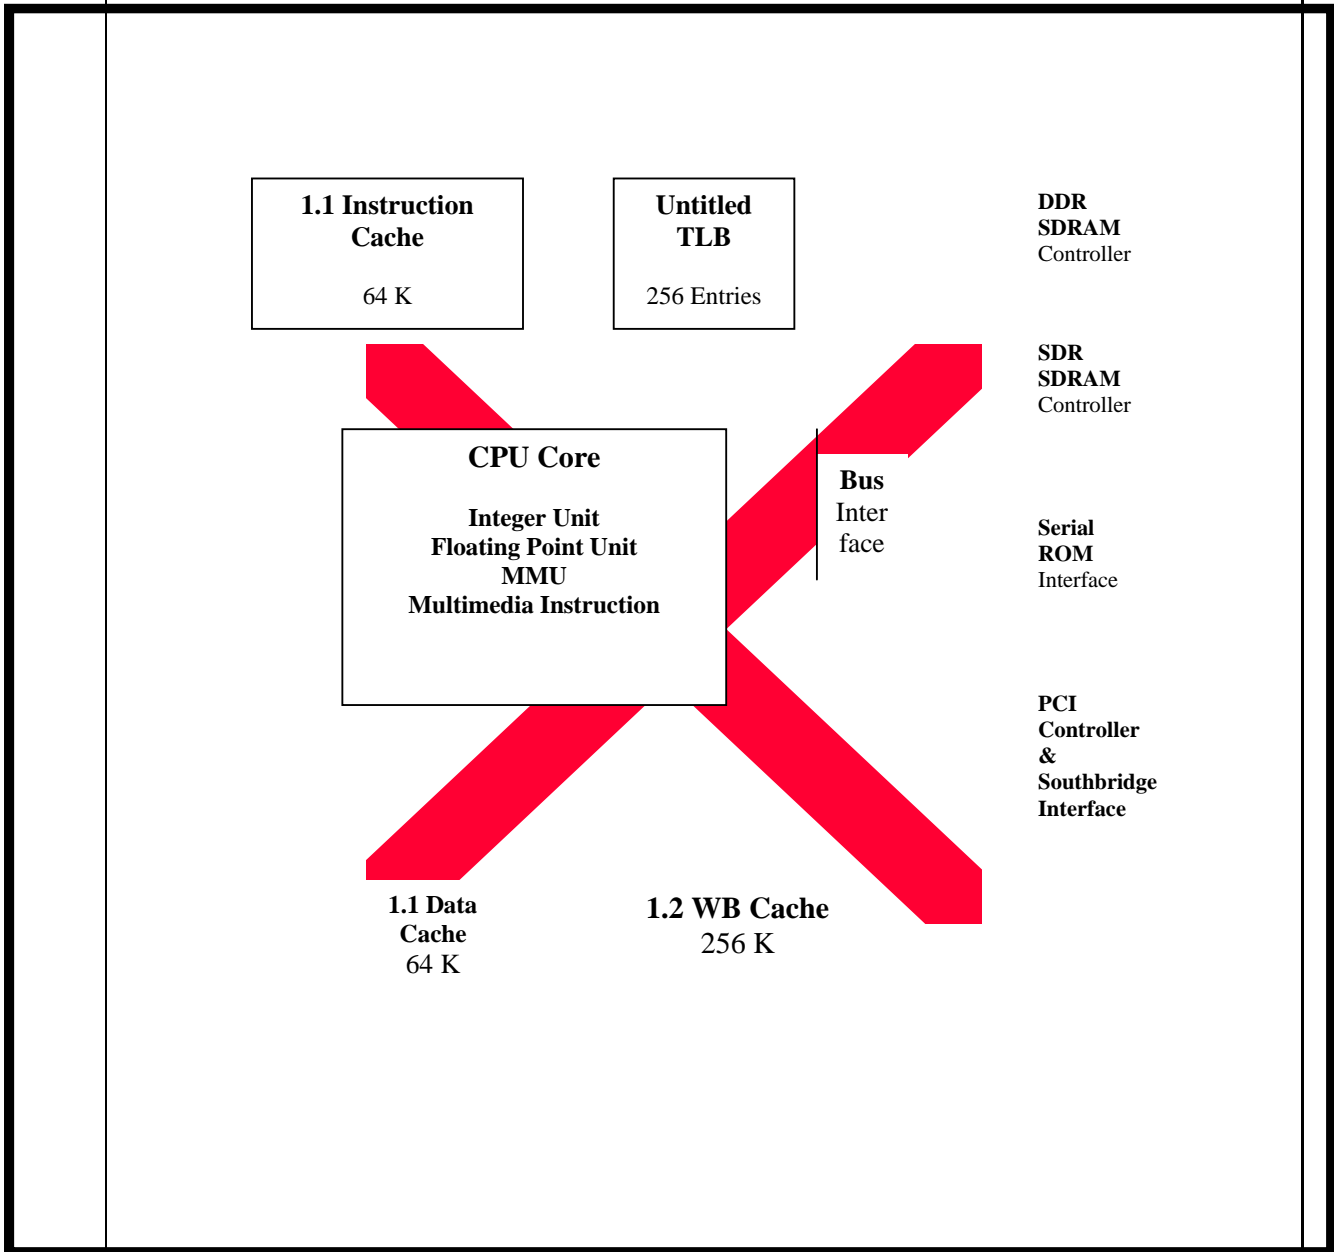 1.1 Instruction
Cache
64 K
Untitled
TLB
256 Entries
DDR
SDRAM
Controller
SDR
SDRAM
Controller
CPU Core
Integer Unit
Floating Point Unit
MMU
Multimedia Instruction
Bus
Inter
face
Serial
ROM
Interface
PCI
Controller
&
Southbridge
Interface
1.1 Data
Cache
64 K
1.2 WB Cache
256 K